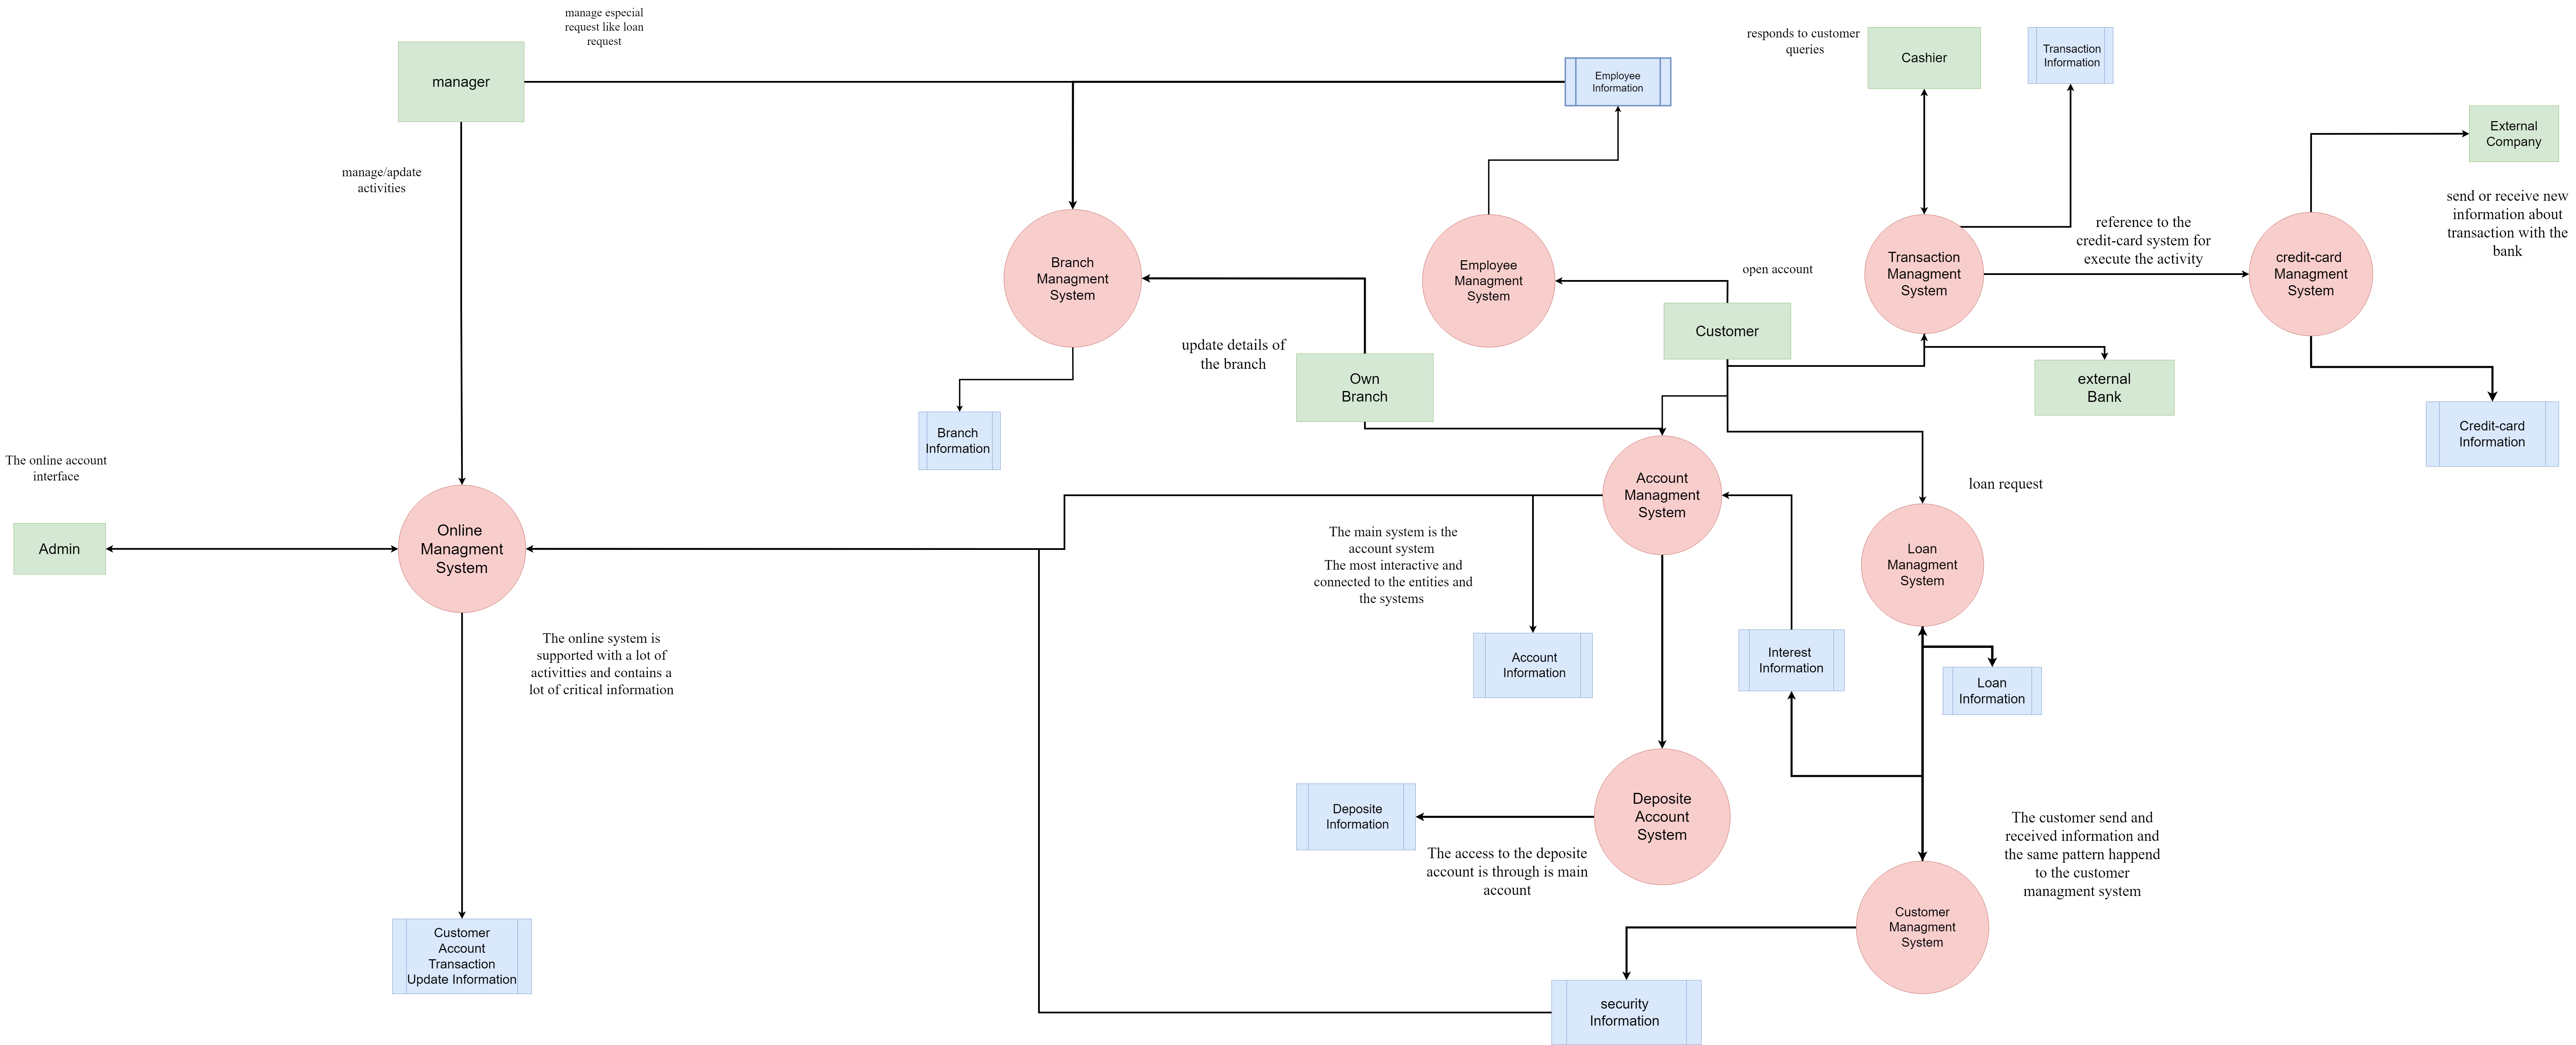 manage especial
request like loan
request
manager
Employee
Information
responds to customer
queries
Cashier
Transaction
Information
External
Company
manage/apdate
activities
send or receive new
information about
transaction with the
bank
reference to the
credit-card system for
execute the activity
Branch
Managment
System
Employee
Managment
System
open account
Transaction
Managment
System
credit-card
Managment
System
Customer
update details of
the branch
Own
Branch
external
Bank
Branch
Information
Credit-card
Information
The online account
interface
Admin
Online
Managment
System
Account
Managment
System
loan request
The main system is the
account system
The most interactive and
connected to the entities and
the systems
Loan
Managment
System
The online system is
supported with a lot of
activitties and contains a
lot of critical information
Account
Information
Interest
Information
Loan
Information
Deposite
Information
Deposite
Account
System
The access to the deposite
account is through is main
account
The customer send and
received information and
the same pattern happend
to the customer
managment system
Customer
Account
Transaction
Update Information
Customer
Managment
System
security
Information